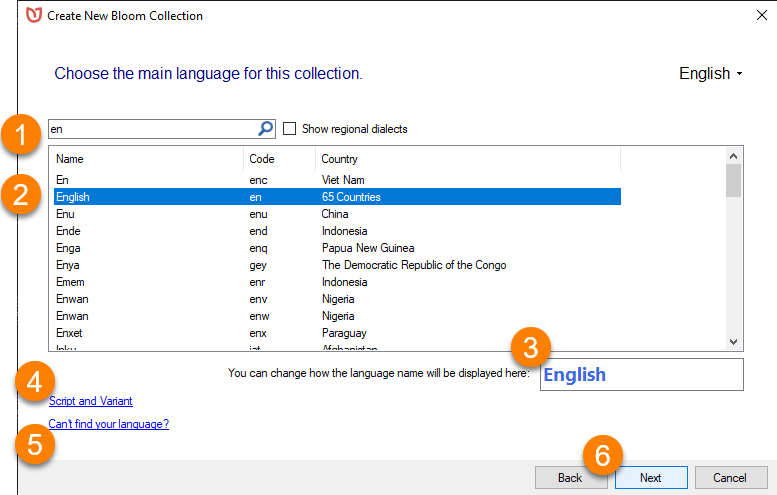 Create New Bloom Collection
Choose the main language for this collection.
English
1
en
Show regional dialects
Name Code Country
En enc Viet Nam
2
English en 65 Countries
Enu enu China
Ende end Indonesia
Enga enq Papua New Guinea
Enya gey The Democratic Republic of the Congo
Emem enr Indonesia
Enwan env Nigeria
Enwan enw Nigeria
Enxet enx Paraguay
3
You can change how the language name will be displayed here:
English
4
Script and Variant
Can't find your language?
5
6
Back Next Cancel